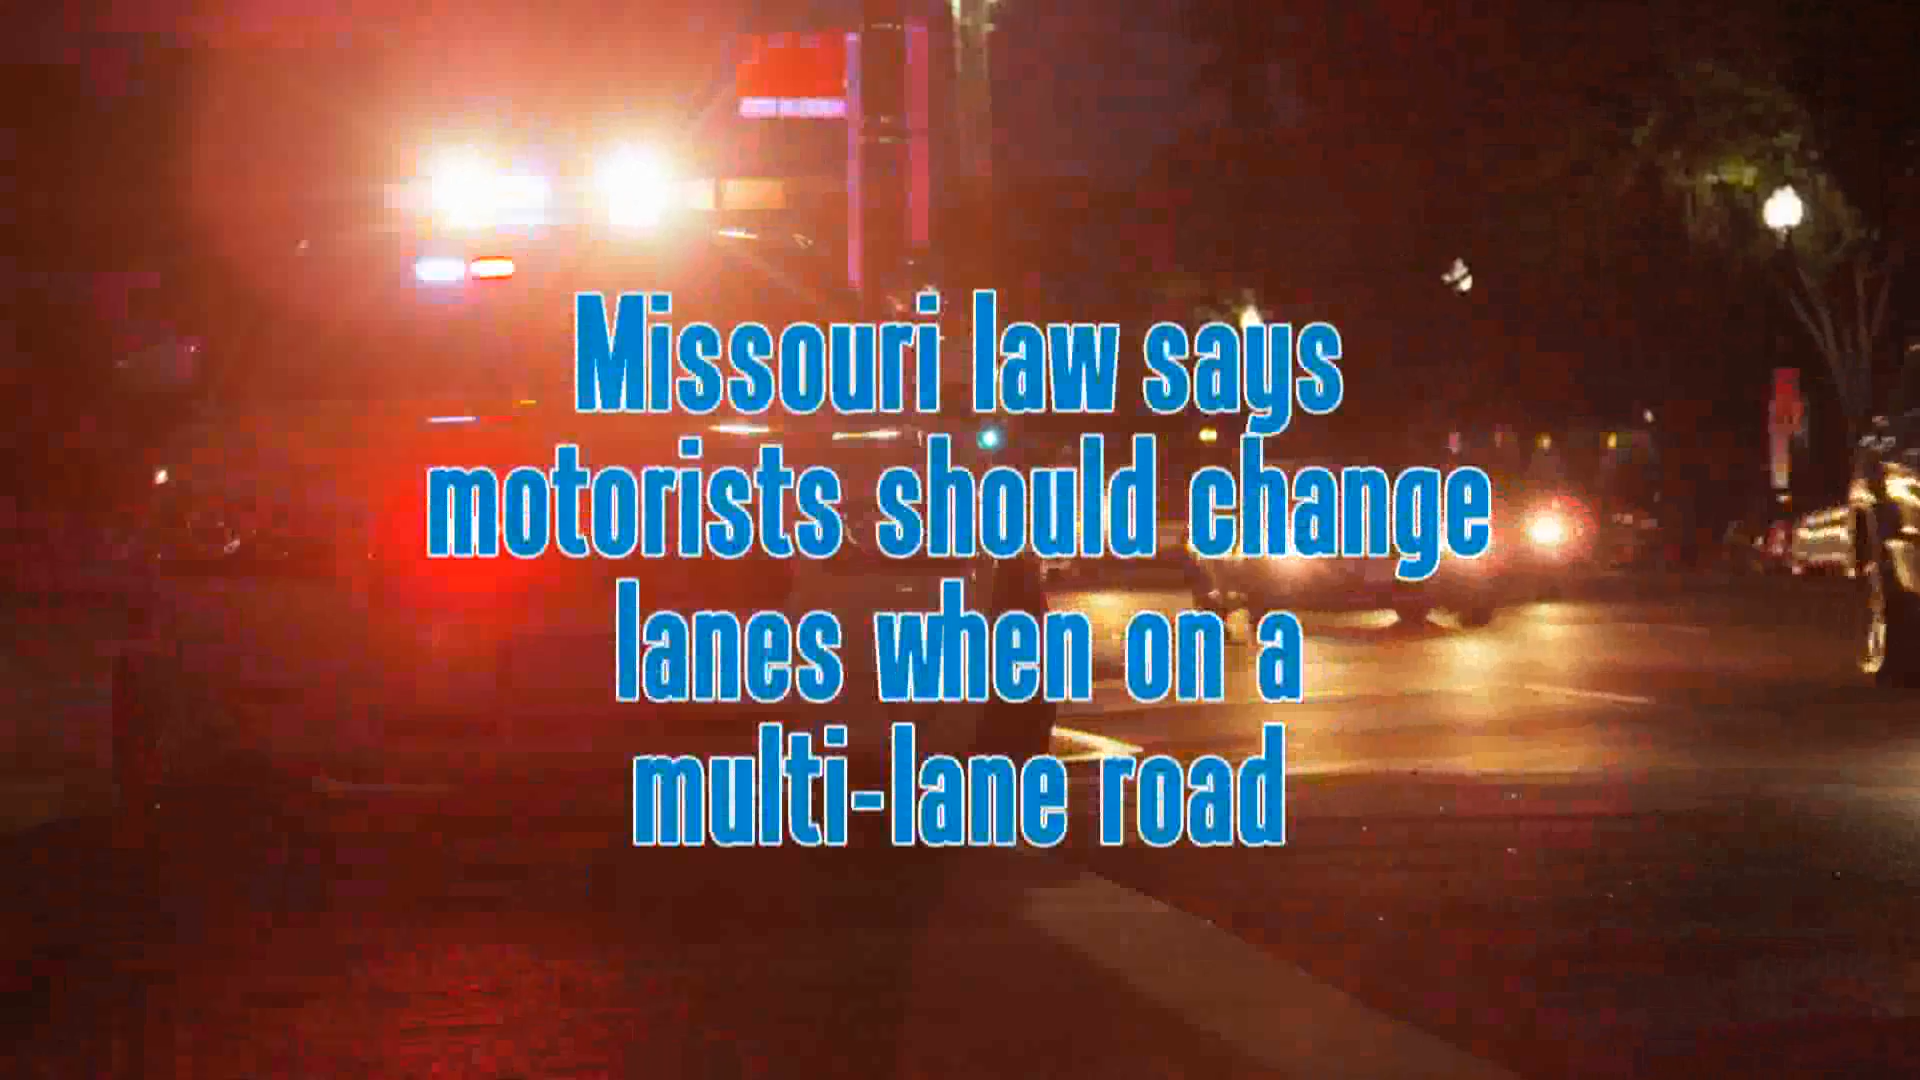 Missouri law says
motorists should change
lanes when on a
multi-lane road